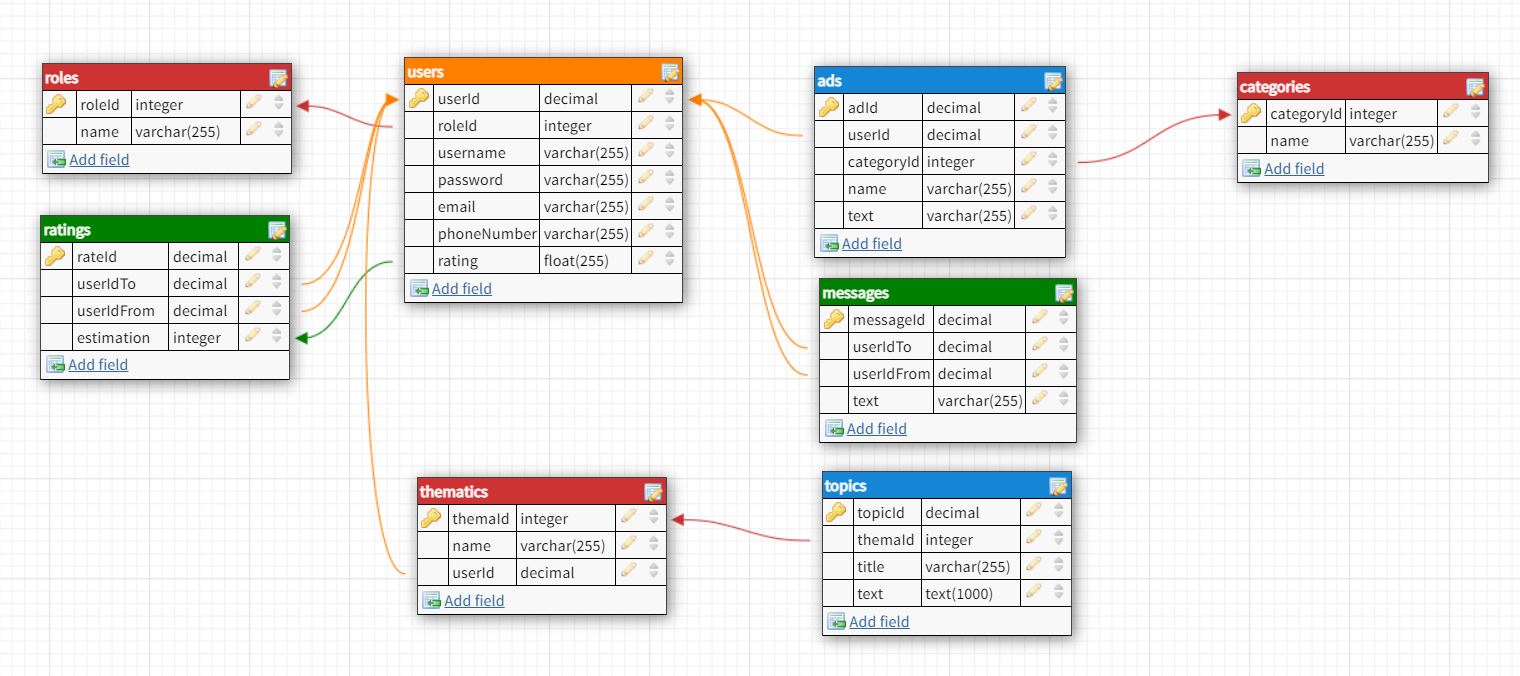 roles
roleId integer
name varchar(255)
Add field
ratings
rateId decimal
userIdTo decimal
userIdFrom decimal
estimation integer
Add field
users
userId decimal
roleId integer
username varchar(255)
password varchar(255)
email varchar(255)
phoneNumber varchar(255)
rating float(255)
Add field
ads
adId decimal
userId decimal
categoryId integer
name varchar(255)
text varchar(255)
Add field
categories
categoryId integer
name varchar(255)
Add field
messages
messageId decimal
userIdTo decimal
userIdFrom decimal
text varchar(255)
Add field
thematics
themaId integer
name varchar(255)
userId decimal
Add field
topics
topicId decimal
themaId integer
title varchar(255)
text text(1000)
Add field